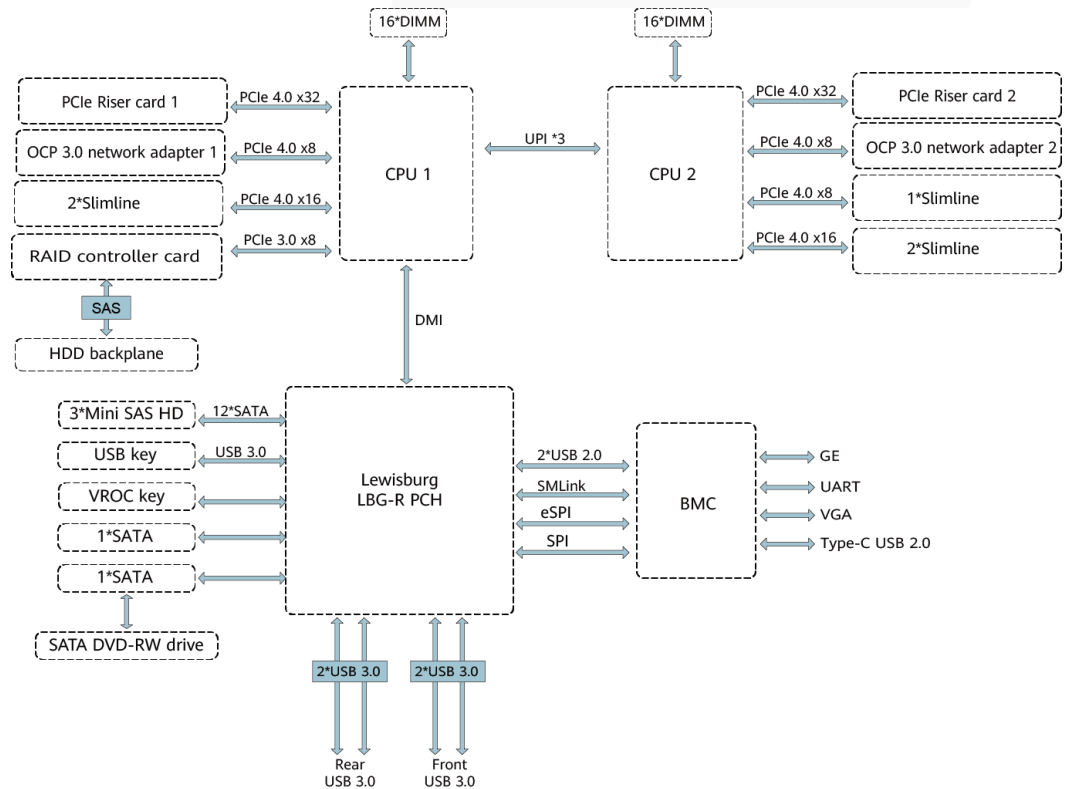 16*DIMM
16*DIMM
PCIe Riser card 1
PCIe 4.0 x32
OCP 3.0 network adapter 1
PCIe 4.0 x8
2*Slimline
PCIe 4.0 x16
RAID controller card
PCIe 3.0 x8
SAS
HDD backplane
CPU 1
UPI *3
CPU 2
PCIe 4.0 x32
PCIe Riser card 2
PCIe 4.0 x8
OCP 3.0 network adapter 2
PCIe 4.0 x8
1*Slimline
PCIe 4.0 x16
2*Slimline
DMI
3*Mini SAS HD
12*SATA
USB key
USB 3.0
VROC key
1*SATA
1*SATA
SATA DVD-RW drive
Lewisburg
LBG-R PCH
2*USB 2.0
SMLink
eSPI
SPI
BMC
GE
UART
VGA
Type-C USB 2.0
2*USB 3.0
2*USB 3.0
Rear
USB 3.0
Front
USB 3.0